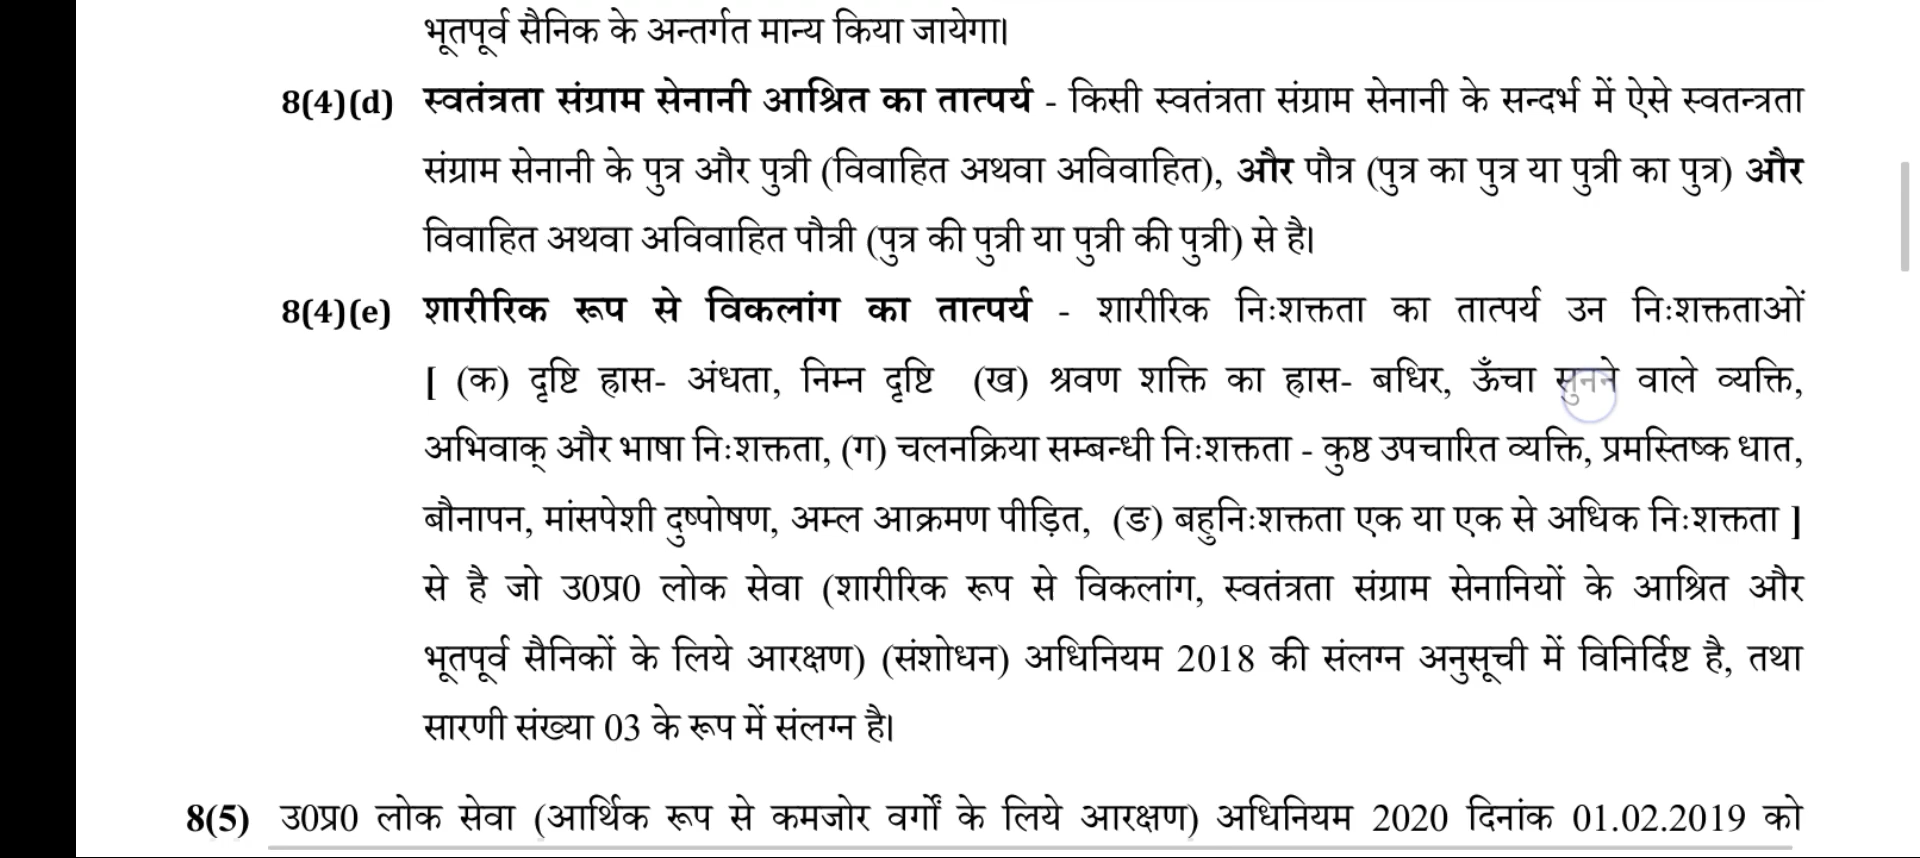 भूतपूर्व सैनिक के अन्तर्गत मान्य किया जायेगा।
8(4)(d) स्वतंत्रता संग्राम सेनानी आश्रित का तात्पर्य - किसी स्वतंत्रता संग्राम सेनानी के सन्दर्भ में ऐसे स्वतन्त्रता
संग्राम सेनानी के पुत्र और पुत्री (विवाहित अथवा अविवाहित), और पौत्र (पुत्र का पुत्र या पुत्री का पुत्र) और
विवाहित अथवा अविवाहित पौत्री (पुत्र की पुत्री या पुत्री की पुत्री) से है।
8(4)(e) शारीरिक रूप से विकलांग का तात्पर्य - शारीरिक निःशक्तता का तात्पर्य उन निःशक्तताओं
[ (क) दृष्टि ह्रास- अंधता, निम्न दृष्टि (ख) श्रवण शक्ति का ह्रास- बधिर, ऊँचा सुनने वाले व्यक्ति,
अभिवाक् और भाषा निःशक्तता, (ग) चलनक्रिया सम्बन्धी निःशक्तता - कुष्ठ उपचारित व्यक्ति, प्रमस्तिष्क धात,
बौनापन, मांसपेशी दुष्पोषण, अम्ल आक्रमण पीड़ित, (ङ) बहुनिःशक्तता एक या एक से अधिक निःशक्तता ]
से है जो उ0प्र0 लोक सेवा (शारीरिक रूप से विकलांग, स्वतंत्रता संग्राम सेनानियों के आश्रित और
भूतपूर्व सैनिकों के लिये आरक्षण) (संशोधन) अधिनियम 2018 की संलग्न अनुसूची में विनिर्दिष्ट है, तथा
सारणी संख्या 03 के रूप में संलग्न है।
8(5) उ0प्र0 लोक सेवा (आर्थिक रूप से कमजोर वर्गों के लिये आरक्षण) अधिनियम 2020 दिनांक 01.02.2019 को